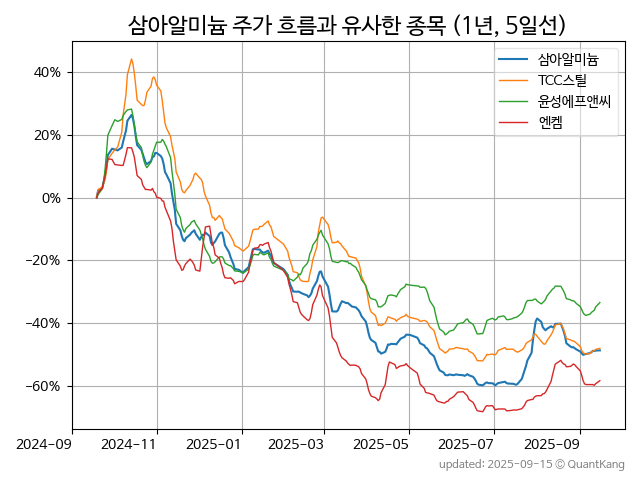 삼아알미늄 주가 흐름과 유사한 종목 (1년, 5일선)
삼아알미늄
TCC스틸
윤성에프앤씨
엔켐
40%
20%
0%
−20%
−40%
−60%
2024−09
2024−11
2025−01
2025−03
2025−05
2025−07
2025−09
updated: 2025-09-15 © QuantKang